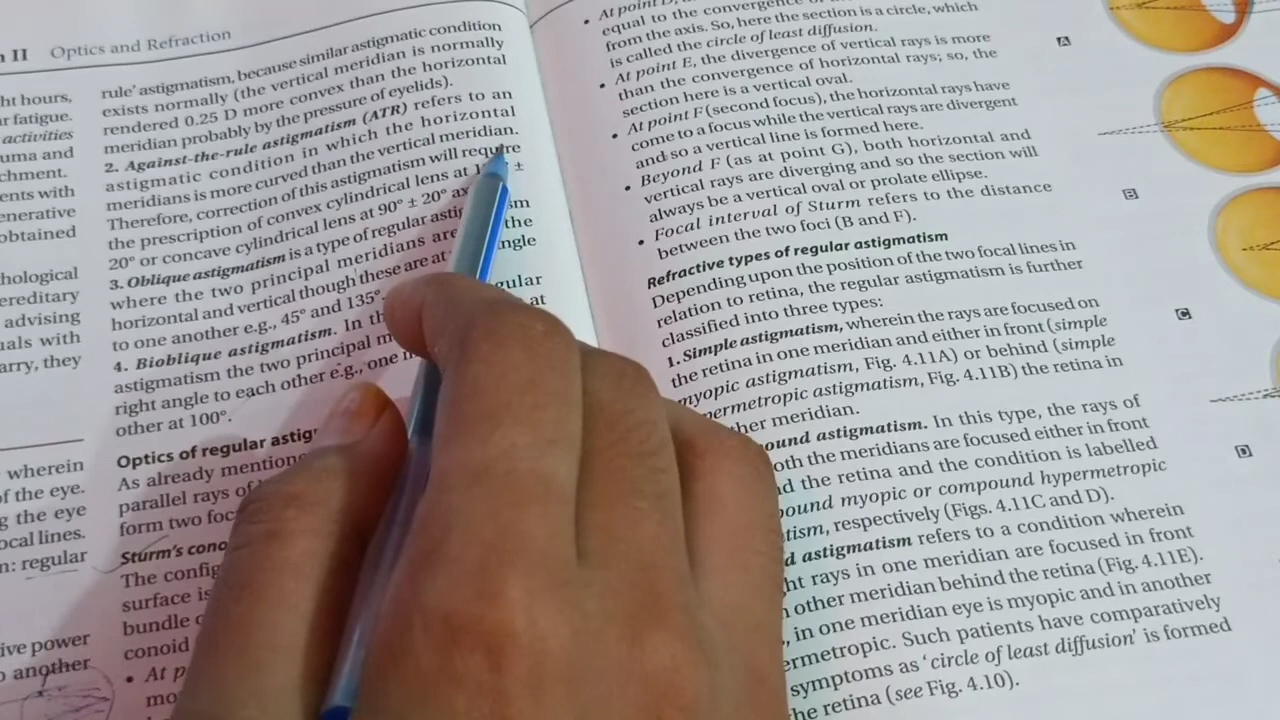 II Optics and Refraction
ht hours,
r fatigue.
activities
uma and
chment.
ents with
enerative
obtained
hological
ereditary
advising
uals with
arry, they
wherein
of the eye.
g the eye
ocal lines.
n: regular
ive power
o another
rule' astigmatism, because similar astigmatic condition
exists normally (the vertical meridian is normally
rendered 0.25 D more convex than the horizontal
meridian probably by the pressure of eyelids).
2. Against-the-rule astigmatism (ATR) refers to an
astigmatic condition in which the horizontal
meridians is more curved than the vertical meridian.
Therefore, correction of this astigmatism will require
the prescription of convex cylindrical lens at ±
20° or concave cylindrical lens at 90° ± 20° ax
3. Oblique astigmatism is a type of regular astig m
where the two principal meridians are the
horizontal and vertical though these are at ngle
to one another e.g., 45° and 135°.
4. Bioblique astigmatism. In th gular
astigmatism the two principal m at
right angle to each other e.g., one
other at 100°.
Optics of regular astig
As already mentione
parallel rays of
form two foc
Sturm's cono
The config
surface is
bundle
conoid
• At p
mo
• At point D,
equal to the convergence
from the axis. So, here the section is a circle, which
is called the circle of least diffusion.
• At point E, the divergence of vertical rays is more
than the convergence of horizontal rays; so, the
section here is a vertical oval.
• At point F (second focus), the horizontal rays have
come to a focus while the vertical rays are divergent
and so a vertical line is formed here.
• Beyond F (as at point G), both horizontal and
vertical rays are diverging and so the section will
always be a vertical oval or prolate ellipse.
• Focal interval of Sturm refers to the distance
between the two foci (B and F).
Refractive types of regular astigmatism
Depending upon the position of the two focal lines in
relation to retina, the regular astigmatism is further
classified into three types:
1. Simple astigmatism, wherein the rays are focused on
the retina in one meridian and either in front (simple
myopic astigmatism, Fig. 4.11A) or behind (simple
permetropic astigmatism, Fig. 4.11B) the retina in
ther meridian.
ound astigmatism. In this type, the rays of
oth the meridians are focused either in front
d the retina and the condition is labelled
ound myopic or compound hypermetropic
tism, respectively (Figs. 4.11C and D).
d astigmatism refers to a condition wherein
ht rays in one meridian are focused in front
other meridian behind the retina (Fig. 4.11E).
, in one meridian eye is myopic and in another
ermetropic. Such patients have comparatively
symptoms as 'circle of least diffusion' is formed
he retina (see Fig. 4.10).
A
B
C
D